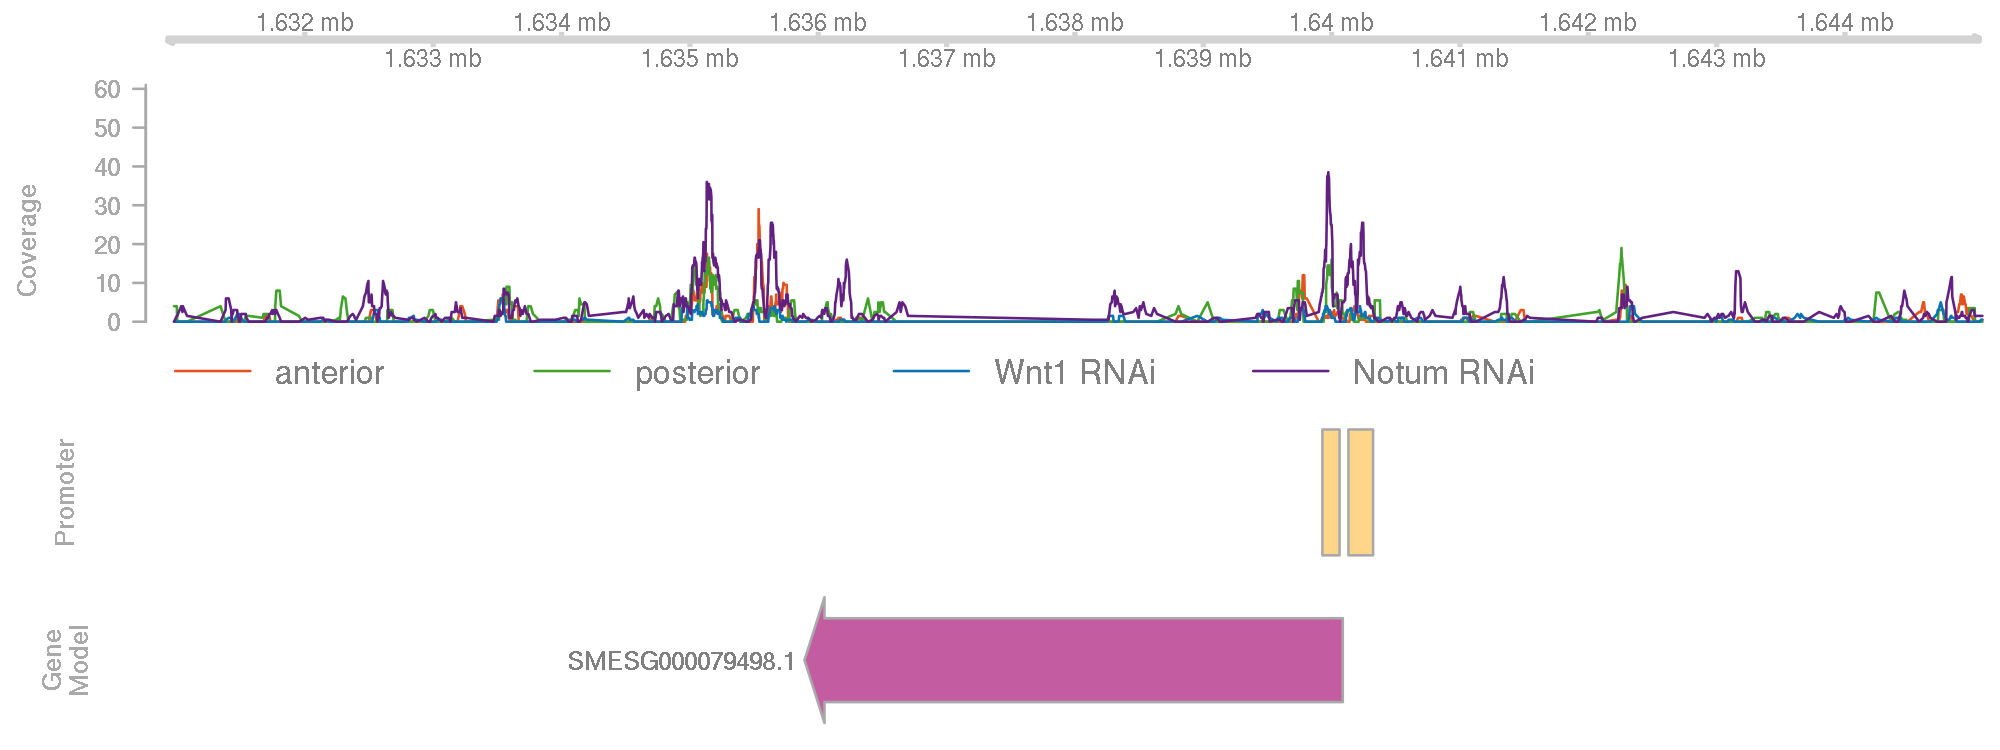 1.632 mb
1.634 mb
1.636 mb
1.638 mb
1.64 mb
1.642 mb
1.644 mb
1.633 mb
1.635 mb
1.637 mb
1.639 mb
1.641 mb
1.643 mb
Coverage
60
50
40
30
20
10
0
anterior
posterior
Wnt1 RNAi
Notum RNAi
Promoter
Gene
Model
SMESG000079498.1